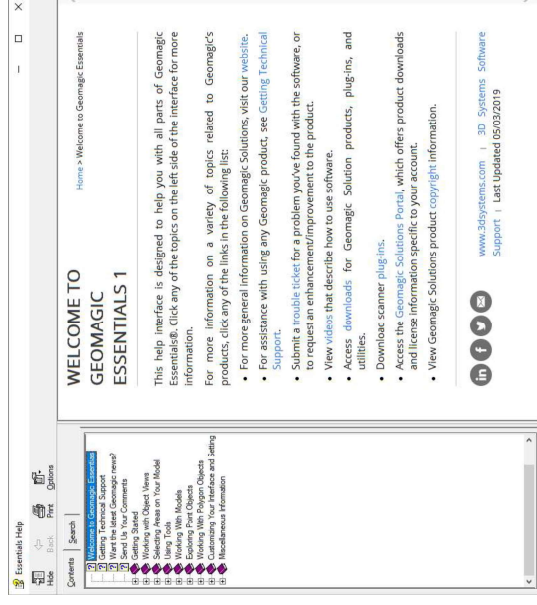 Essentials Help
Hide Back Print Options
Contents Search
Welcome to Geomagic Essentials
Getting Technical Support
Want the latest Geomagic news?
Send Us Your Comments
Getting Started
Working with Object Views
Selecting Areas on Your Model
Using Tools
Working With Models
Exploring Point Objects
Working With Polygon Objects
Customizing Your Interface and Setting
Miscellaneous Information
WELCOME TO
GEOMAGIC
ESSENTIALS 1
Home > Welcome to Geomagic Essentials
This help interface is designed to help you with all parts of Geomagic
Essentials®. Click any of the topics on the left side of the interface for more
information.
For more information on a variety of topics related to Geomagic's
products, click any of the links in the following list:
• For more general Information on Geomagic Solutions, visit our website.
• For assistance with using any Geomagic product, see Getting Technical
Support.
• Submit a trouble ticket for a problem you've found with the software, or
to request an enhancement/improvement to the product.
• View videos that describe how to use software.
• Access downloads for Geomagic Solution products, plug-ins, and
utilities.
• Download scanner plug-ins.
• Access the Geomagic Solutions Portal, which offers product downloads
and license information specific to your account.
• View Geomagic Solutions product copyright information.
www.3dsystems.com | 3D Systems Software
Support | Last Updated 05/03/2019